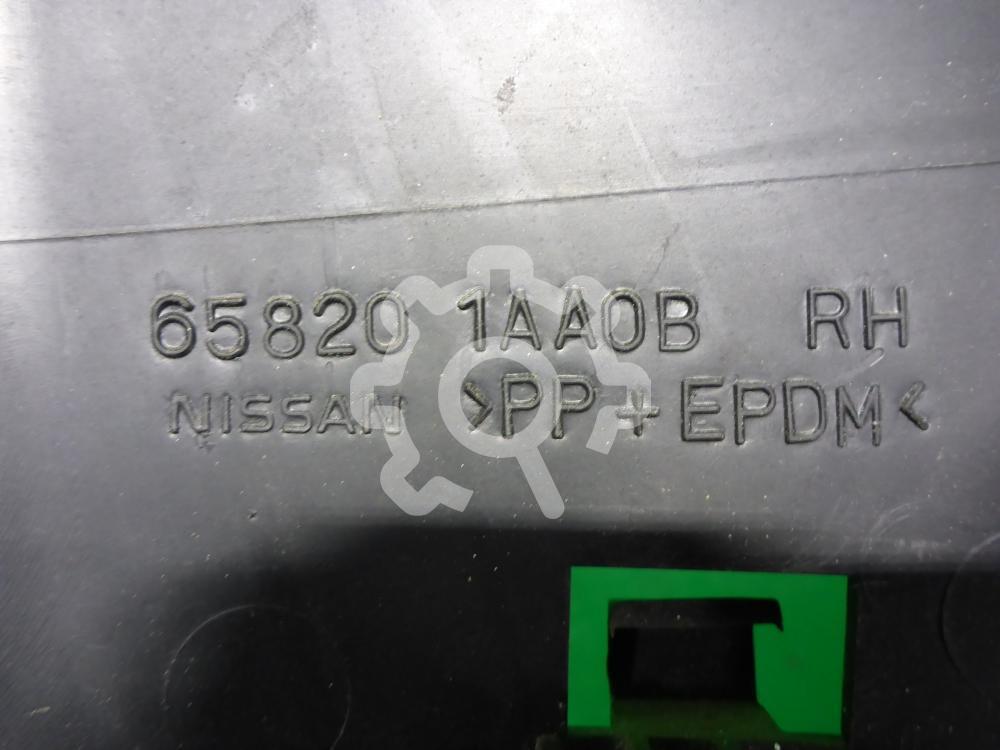 65820 1AA0B RH
NISSAN >PP+EPDM<